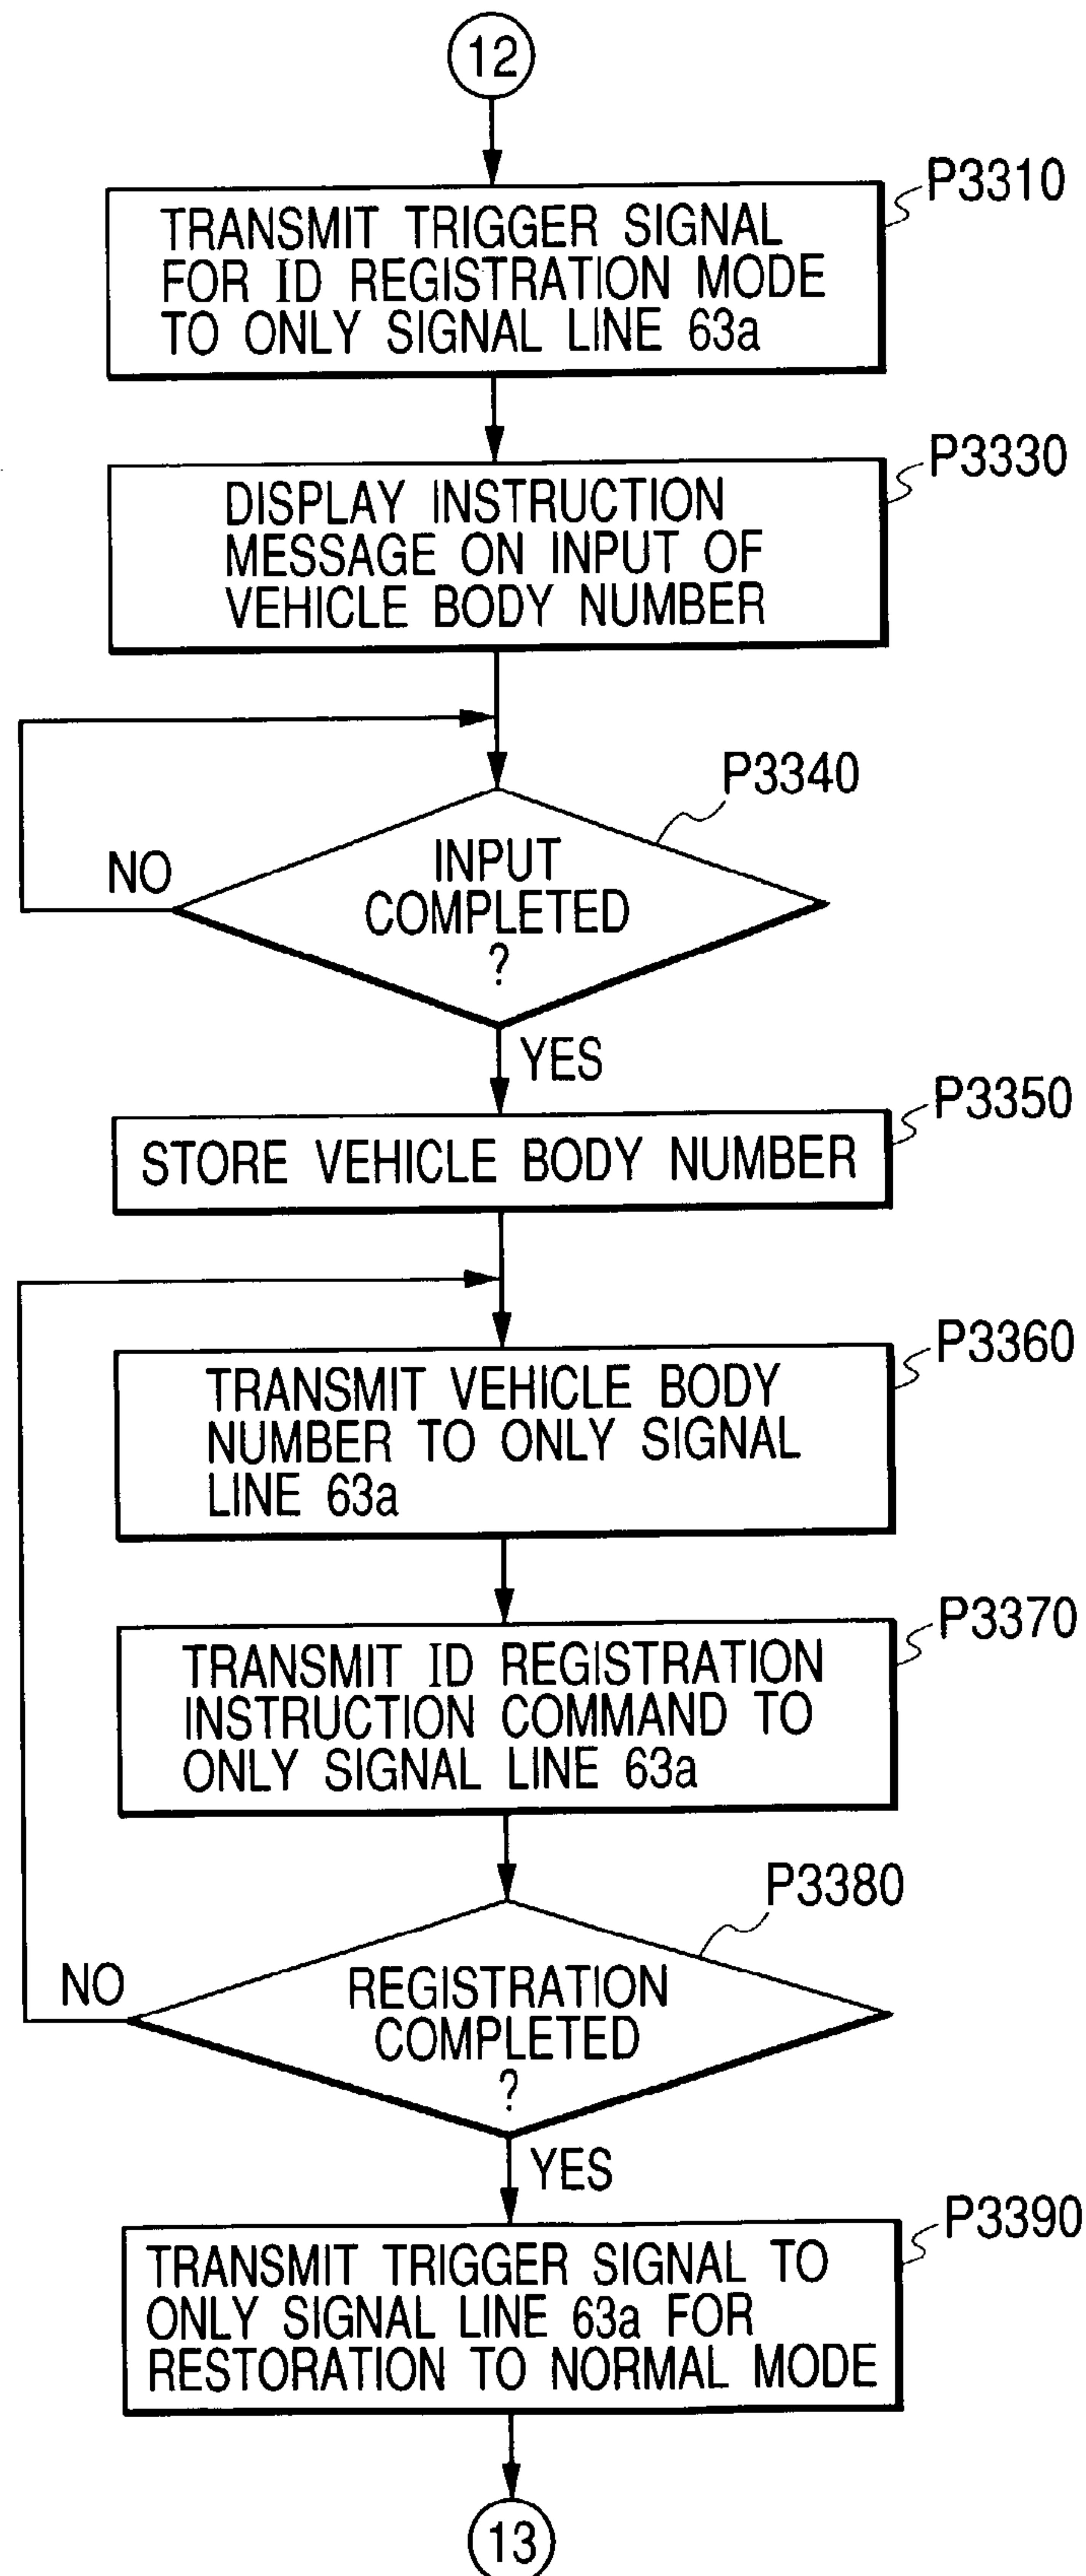 12
P3310
TRANSMIT TRIGGER SIGNAL
FOR ID REGISTRATION MODE
TO ONLY SIGNAL LINE 63a
P3330
DISPLAY INSTRUCTION
MESSAGE ON INPUT OF
VEHICLE BODY NUMBER
P3340
NO
INPUT
COMPLETED
?
YES
P3350
STORE VEHICLE BODY NUMBER
P3360
TRANSMIT VEHICLE BODY
NUMBER TO ONLY SIGNAL
LINE 63a
P3370
TRANSMIT ID REGISTRATION
INSTRUCTION COMMAND TO
ONLY SIGNAL LINE 63a
P3380
NO
REGISTRATION
COMPLETED
?
YES
P3390
TRANSMIT TRIGGER SIGNAL TO
ONLY SIGNAL LINE 63a FOR
RESTORATION TO NORMAL MODE
13